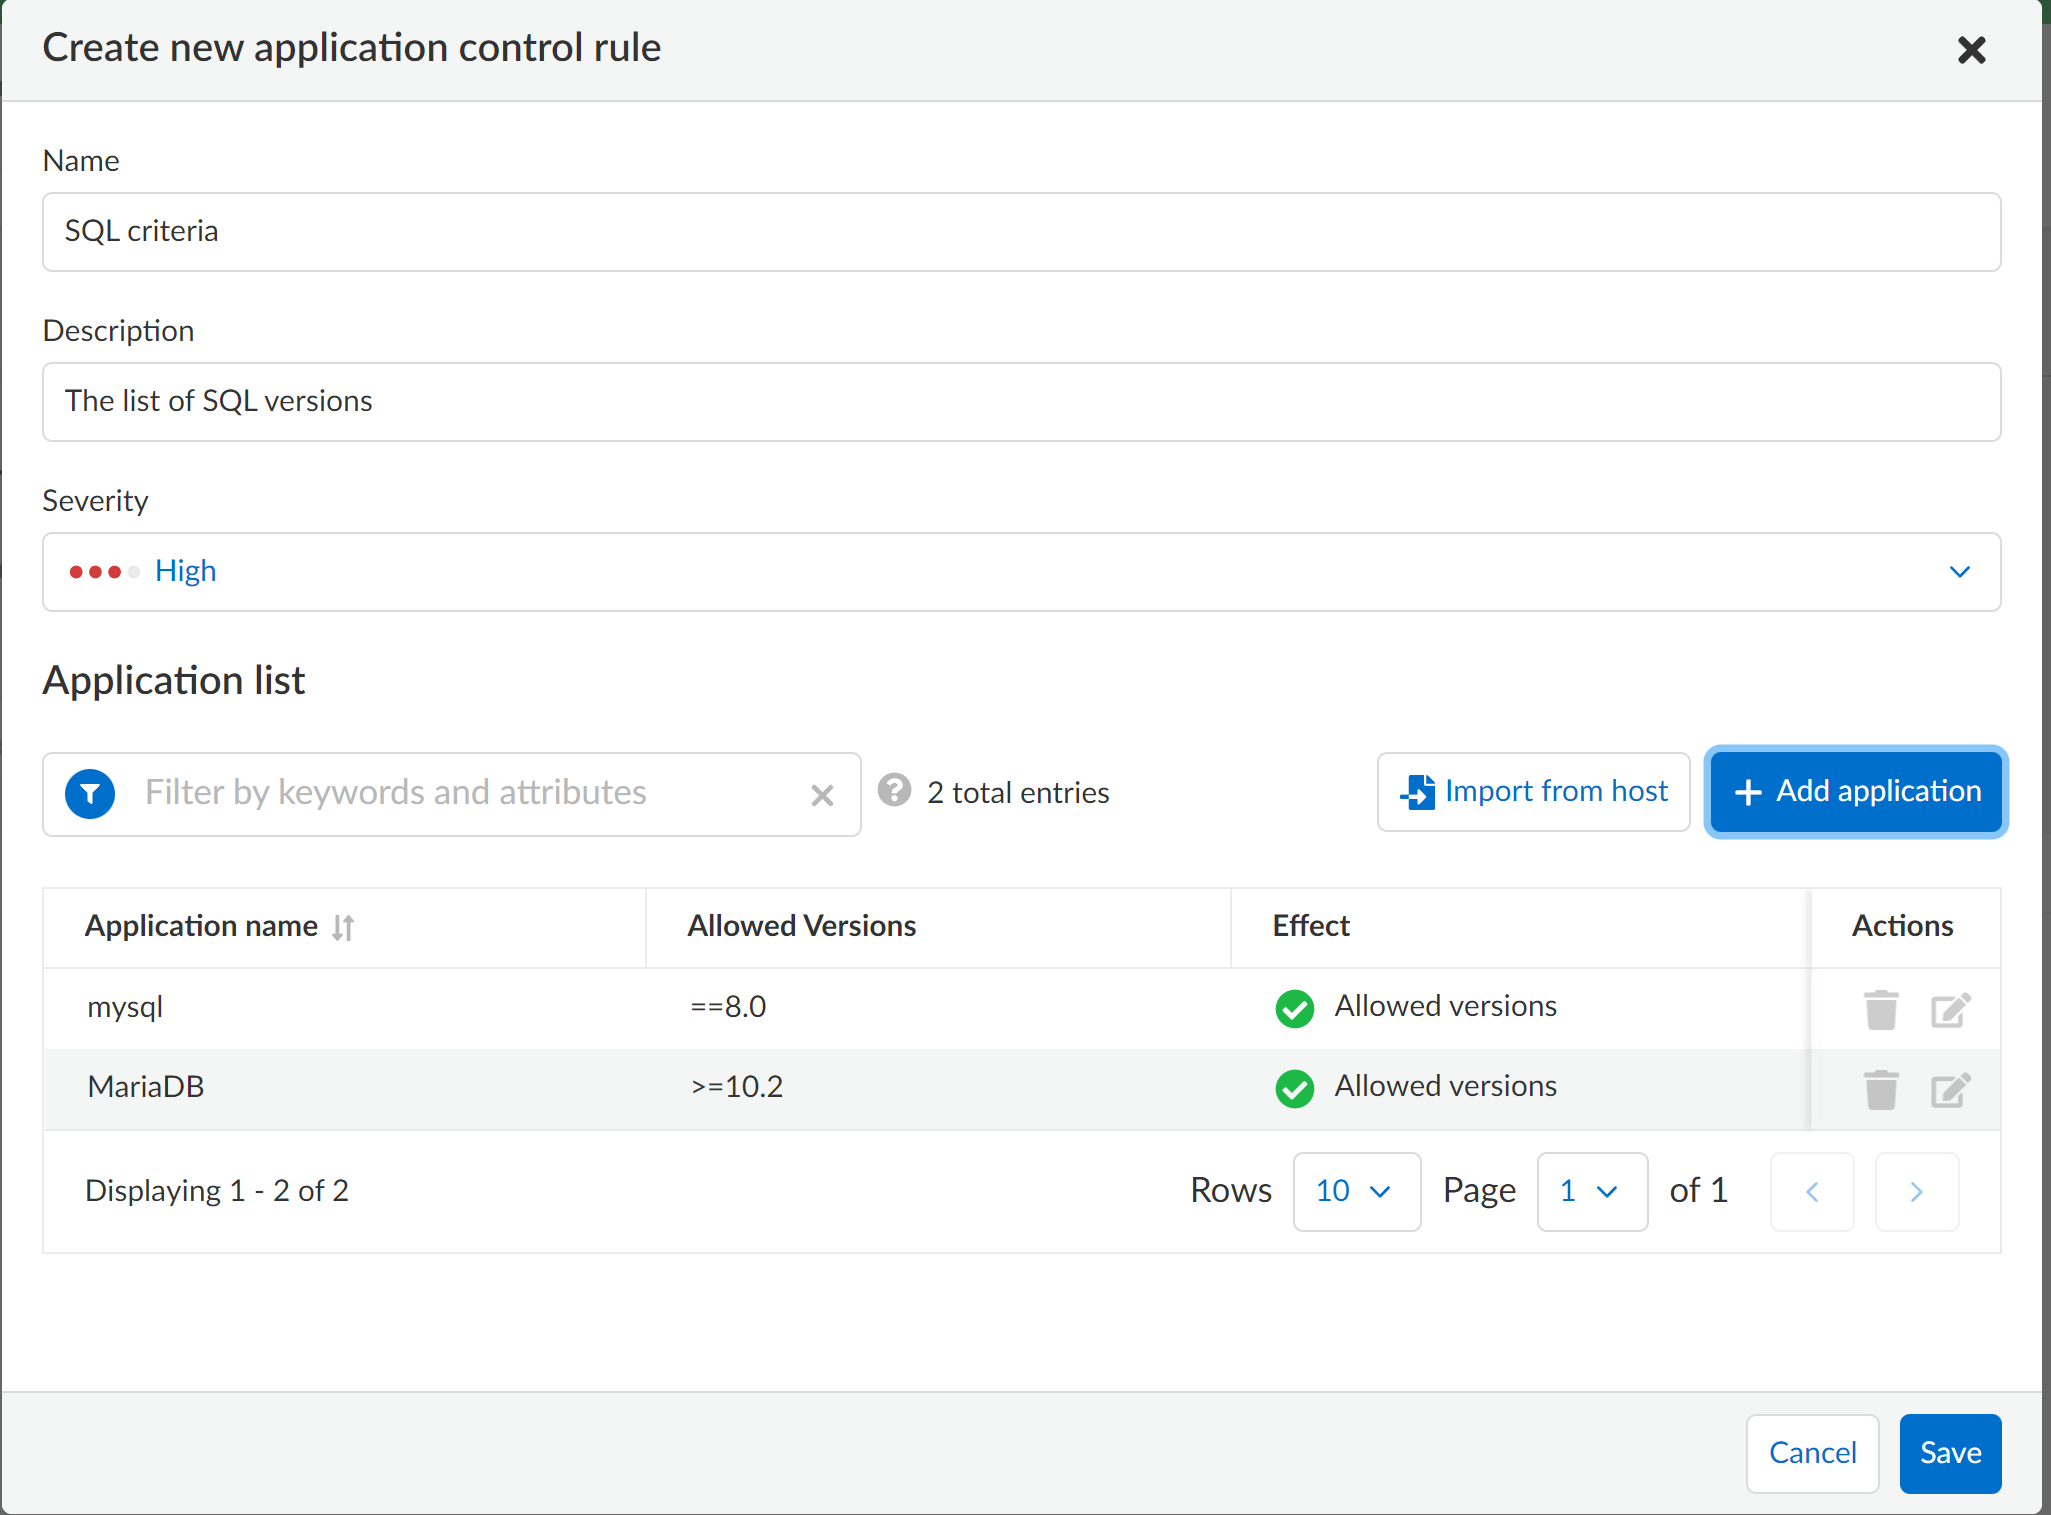 Create new application control rule
Name
SQL criteria
Description
The list of SQL versions
Severity
High
Application list
Filter by keywords and attributes
2 total entries
Import from host
Add application
Application name
Allowed Versions
Effect
Actions
mysql
==8.0
Allowed versions
MariaDB
>=10.2
Allowed versions
Displaying 1 - 2 of 2
Rows
10
Page
1
of 1
Cancel
Save